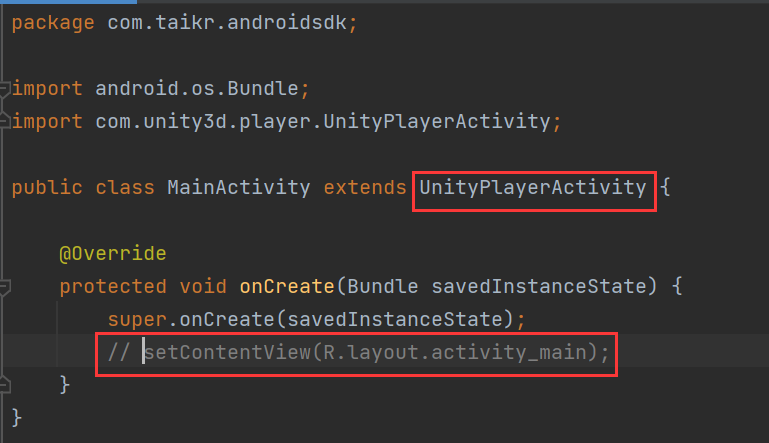 package com.taikr.androidsdk;
import android.os.Bundle;
import com.unity3d.player.UnityPlayerActivity;
public class MainActivity extends UnityPlayerActivity {
@Override
protected void onCreate(Bundle savedInstanceState) {
super.onCreate(savedInstanceState);
// setContentView(R.layout.activity_main);
}
}